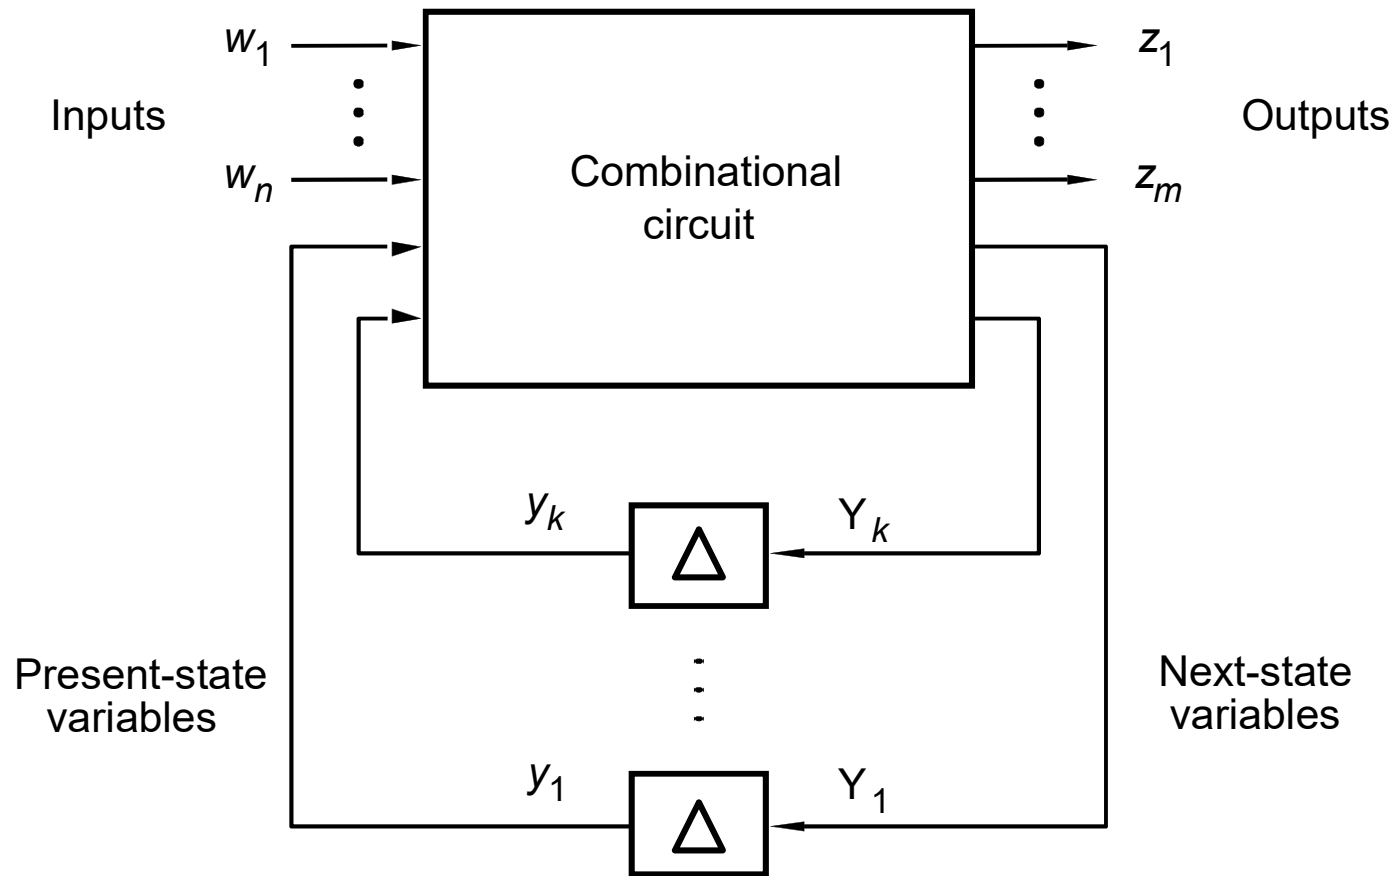 w1
z1
Inputs
Outputs
wn
zm
Combinational
circuit
yk
Δ
Yk
Present-state
variables
Next-state
variables
y1
Δ
Y1